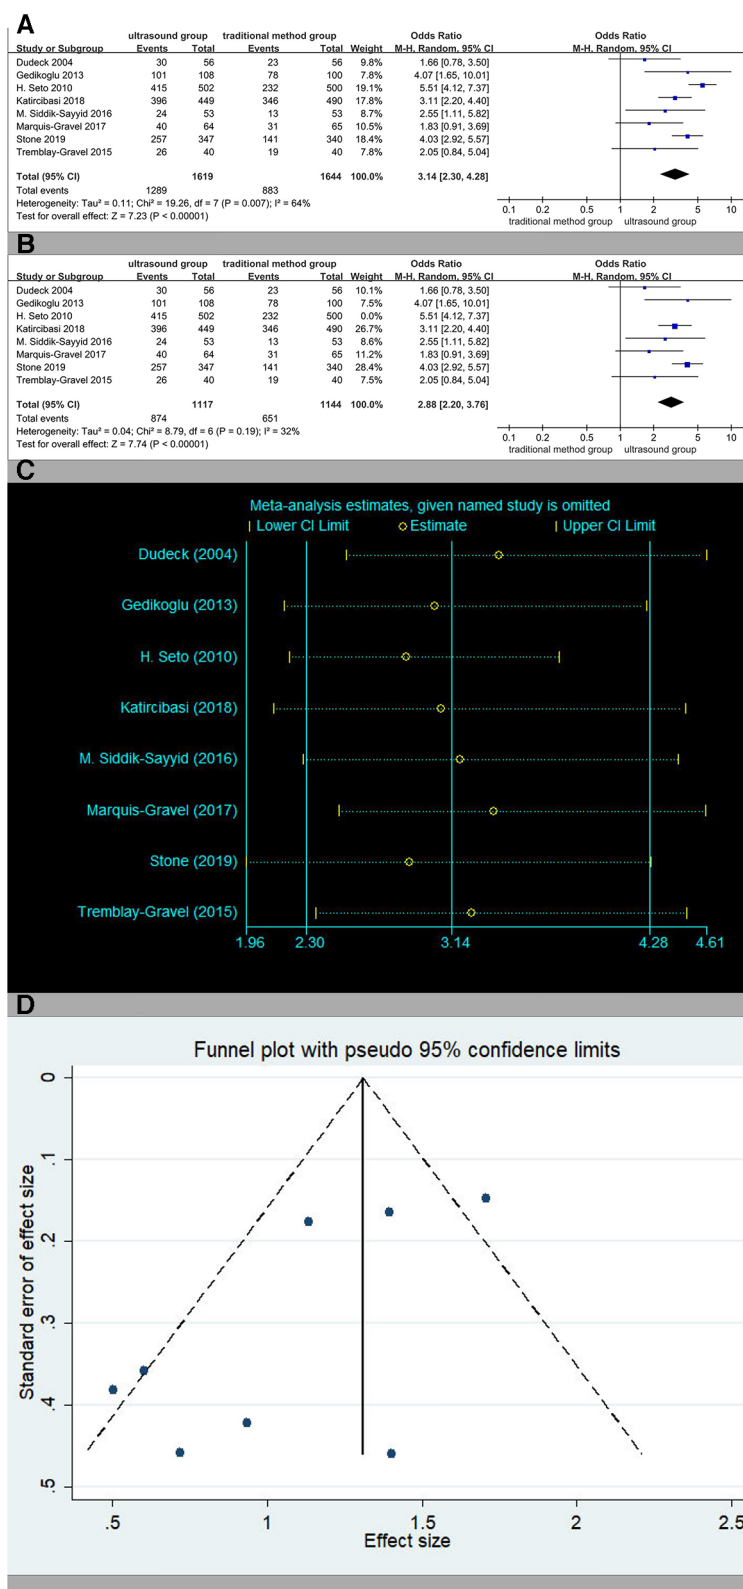 A
ultrasound group traditional method group Odds Ratio Odds Ratio
Study or Subgroup Events Total Events Total Weight M-H. Random. 95% CI M-H. Random. 95% CI
Dudeck 2004 30 56 23 56 9.8% 1.66 [0.78, 3.50]
Gedikoglu 2013 101 108 78 100 7.8% 4.07 [1.65, 10.01]
H. Seto 2010 415 502 232 500 19.1% 5.51 [4.12, 7.37]
Katircibasi 2018 396 449 346 490 17.8% 3.11 [2.20, 4.40]
M. Siddik-Sayyid 2016 24 53 13 53 8.7% 2.55 [1.11, 5.82]
Marquis-Gravel 2017 40 64 31 65 10.5% 1.83 [0.91, 3.69]
Stone 2019 257 347 141 340 18.4% 4.03 [2.92, 5.57]
Tremblay-Gravel 2015 26 40 19 40 7.8% 2.05 [0.84, 5.04]
Total (95% CI) 1619 1644 100.0% 3.14 [2.30, 4.28]
Total events 1289 883
Heterogeneity: Tau² = 0.11; Chi² = 19.26, df = 7 (P = 0.007); I² = 64%
Test for overall effect: Z = 7.23 (P < 0.00001)
0.1 0.2 0.5 1 2 5 10
traditional method group ultrasound group
B
ultrasound group traditional method group Odds Ratio Odds Ratio
Study or Subgroup Events Total Events Total Weight M-H. Random. 95% CI M-H. Random. 95% CI
Dudeck 2004 30 56 23 56 10.1% 1.66 [0.78, 3.50]
Gedikoglu 2013 101 108 78 100 7.5% 4.07 [1.65, 10.01]
H. Seto 2010 415 502 232 500 0.0% 5.51 [4.12, 7.37]
Katircibasi 2018 396 449 346 490 26.7% 3.11 [2.20, 4.40]
M. Siddik-Sayyid 2016 24 53 13 53 8.6% 2.55 [1.11, 5.82]
Marquis-Gravel 2017 40 64 31 65 11.2% 1.83 [0.91, 3.69]
Stone 2019 257 347 141 340 28.4% 4.03 [2.92, 5.57]
Tremblay-Gravel 2015 26 40 19 40 7.5% 2.05 [0.84, 5.04]
Total (95% CI) 1117 1144 100.0% 2.88 [2.20, 3.76]
Total events 874 651
Heterogeneity: Tau² = 0.04; Chi² = 8.79, df = 6 (P = 0.19); I² = 32%
Test for overall effect: Z = 7.74 (P < 0.00001)
0.1 0.2 0.5 1 2 5 10
traditional method group ultrasound group
C
Meta-analysis estimates, given named study is omitted
Lower CI Limit Estimate Upper CI Limit
Dudeck (2004)
Gedikoglu (2013)
H. Seto (2010)
Katircibasi (2018)
M. Siddik-Sayyid (2016)
Marquis-Gravel (2017)
Stone (2019)
Tremblay-Gravel (2015)
1.96 2.30 3.14 4.28 4.61
D
Funnel plot with pseudo 95% confidence limits
Standard error of effect size
0
.1
.2
.3
.4
.5
.5 1 1.5 2 2.5
Effect size